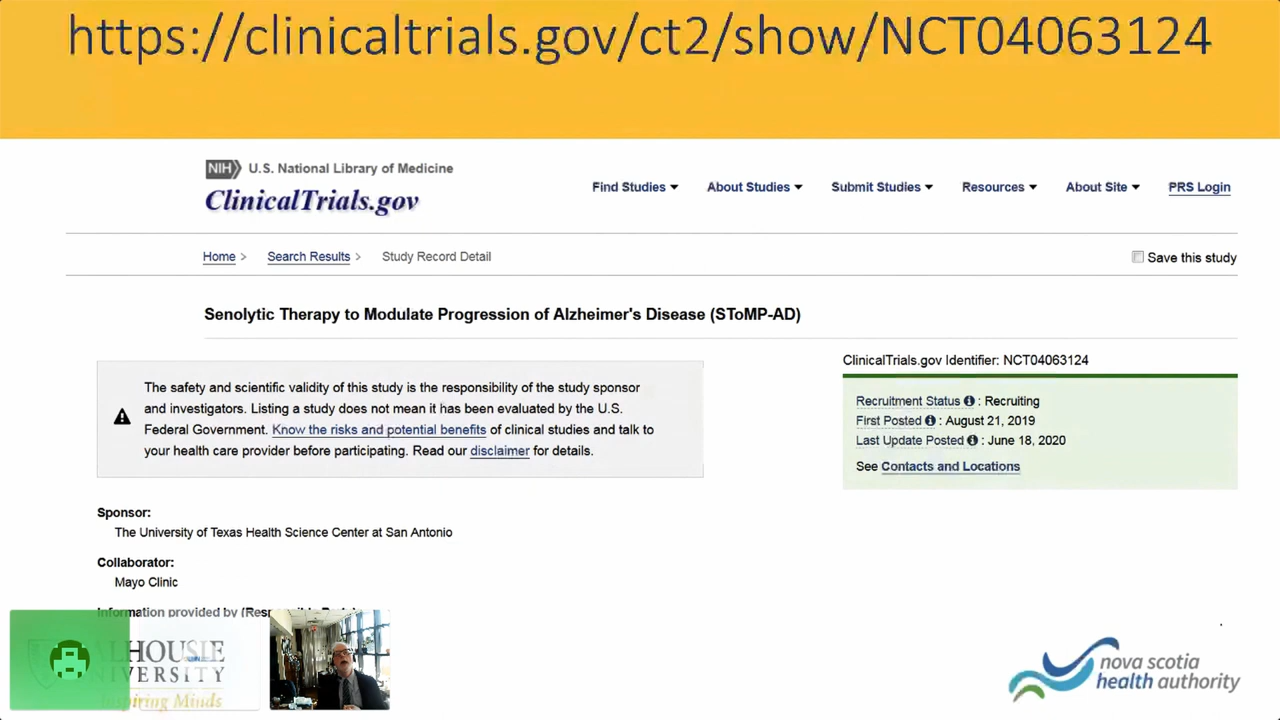 https://clinicaltrials.gov/ct2/show/NCT04063124
NIH U.S. National Library of Medicine
ClinicalTrials.gov
Find Studies About Studies Submit Studies Resources About Site PRS Login
Home > Search Results > Study Record Detail
Save this study
Senolytic Therapy to Modulate Progression of Alzheimer's Disease (SToMP-AD)
The safety and scientific validity of this study is the responsibility of the study sponsor
and investigators. Listing a study does not mean it has been evaluated by the U.S.
Federal Government. Know the risks and potential benefits of clinical studies and talk to
your health care provider before participating. Read our disclaimer for details.
ClinicalTrials.gov Identifier: NCT04063124
Recruitment Status : Recruiting
First Posted : August 21, 2019
Last Update Posted : June 18, 2020
See Contacts and Locations
Sponsor:
The University of Texas Health Science Center at San Antonio
Collaborator:
Mayo Clinic
Information provided by
Inspiring Minds
nova scotia
health authority